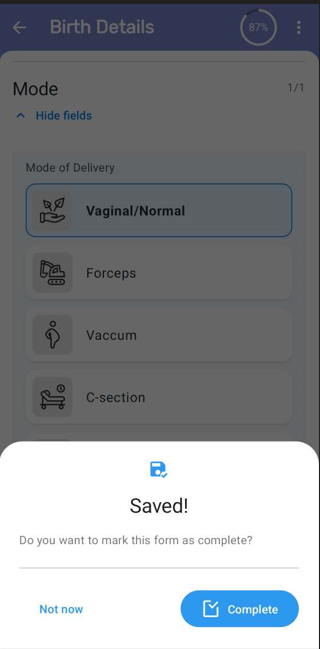 Birth Details
87%
Mode
1/1
Hide fields
Mode of Delivery
Vaginal/Normal
Forceps
Vaccum
C-section
Saved!
Do you want to mark this form as complete?
Not now
Complete